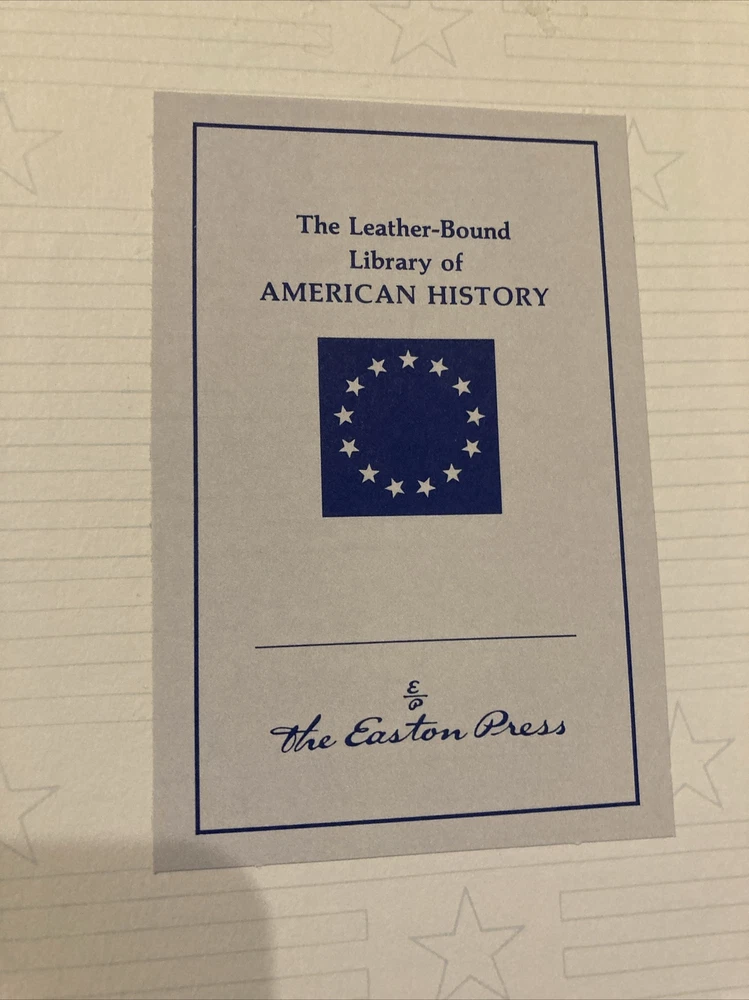 The Leather-Bound
Library of
AMERICAN HISTORY
E
P
The Easton Press